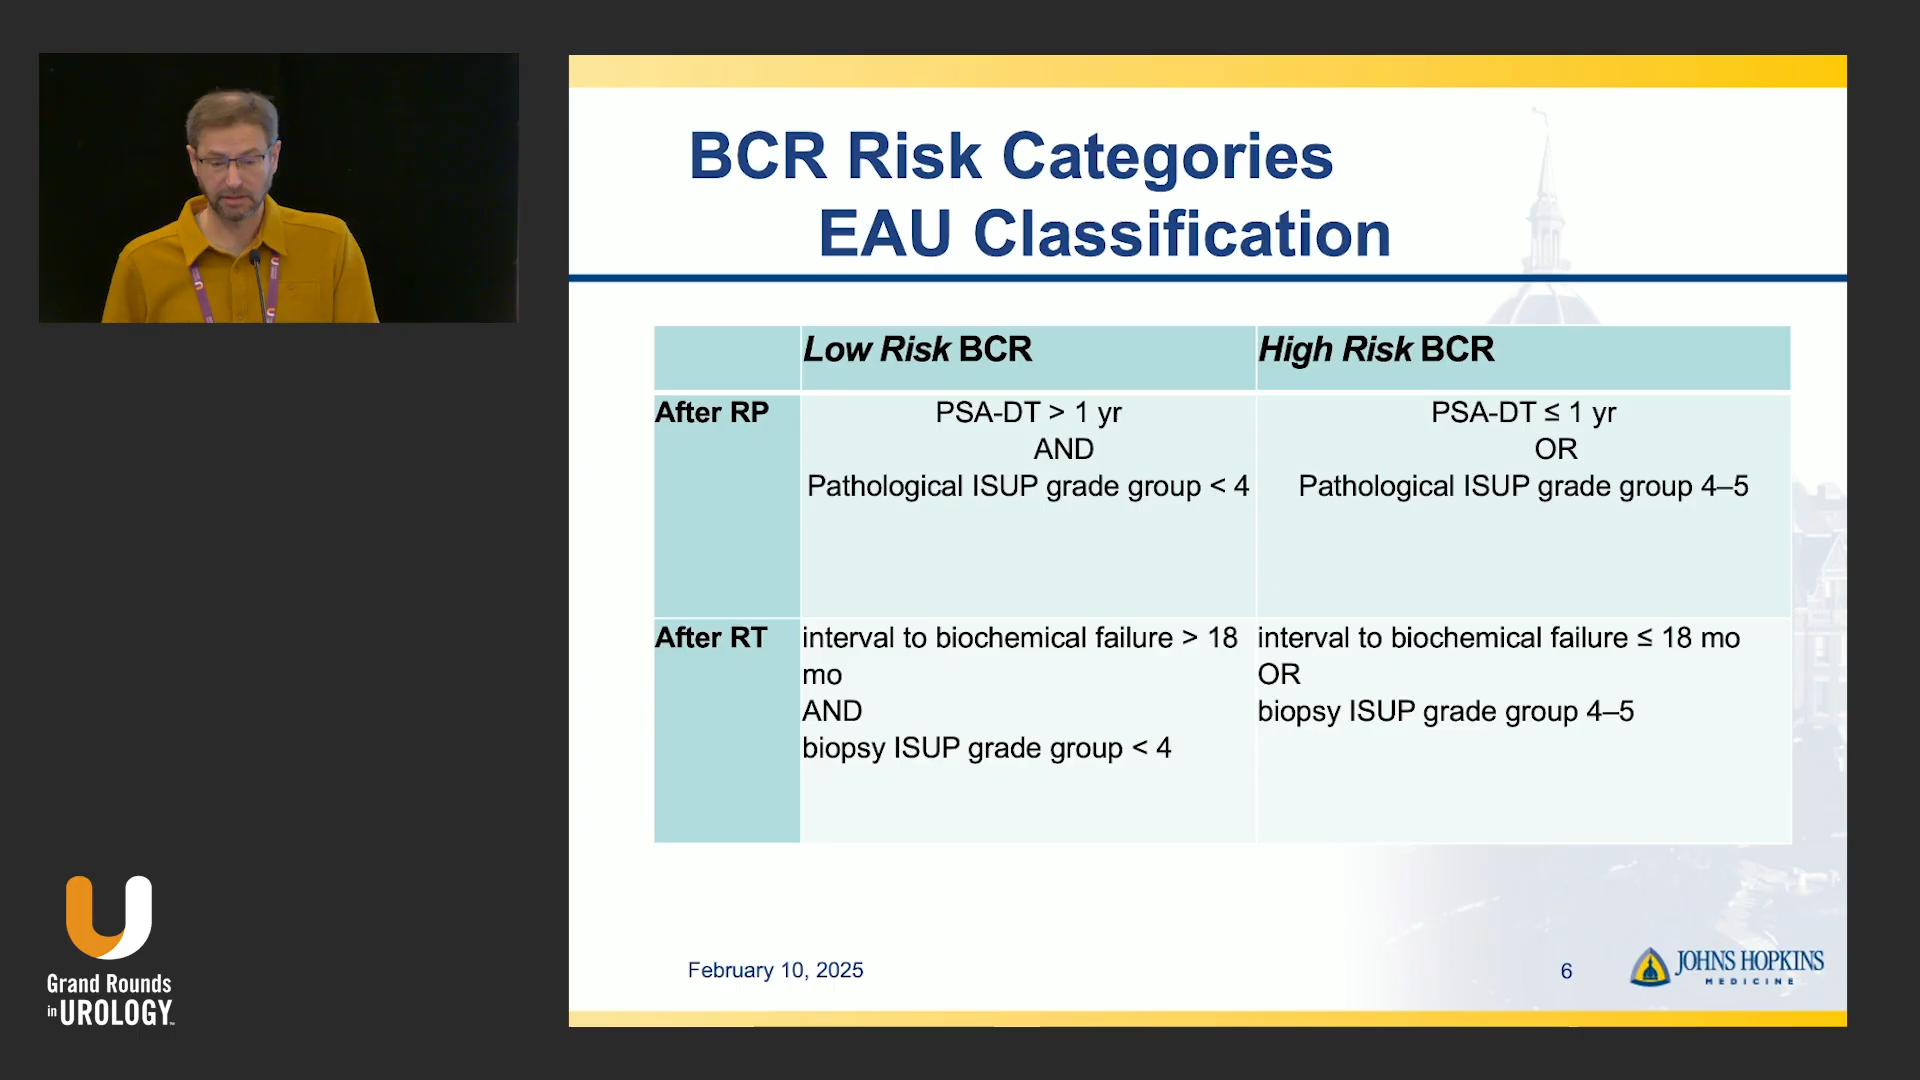 BCR Risk Categories
EAU Classification
Low Risk BCR
High Risk BCR
After RP
PSA-DT > 1 yr
AND
Pathological ISUP grade group < 4
PSA-DT ≤ 1 yr
OR
Pathological ISUP grade group 4–5
After RT
interval to biochemical failure > 18
mo
AND
biopsy ISUP grade group < 4
interval to biochemical failure ≤ 18 mo
OR
biopsy ISUP grade group 4–5
February 10, 2025
6
JOHNS HOPKINS
MEDICINE
Grand Rounds
in UROLOGY™